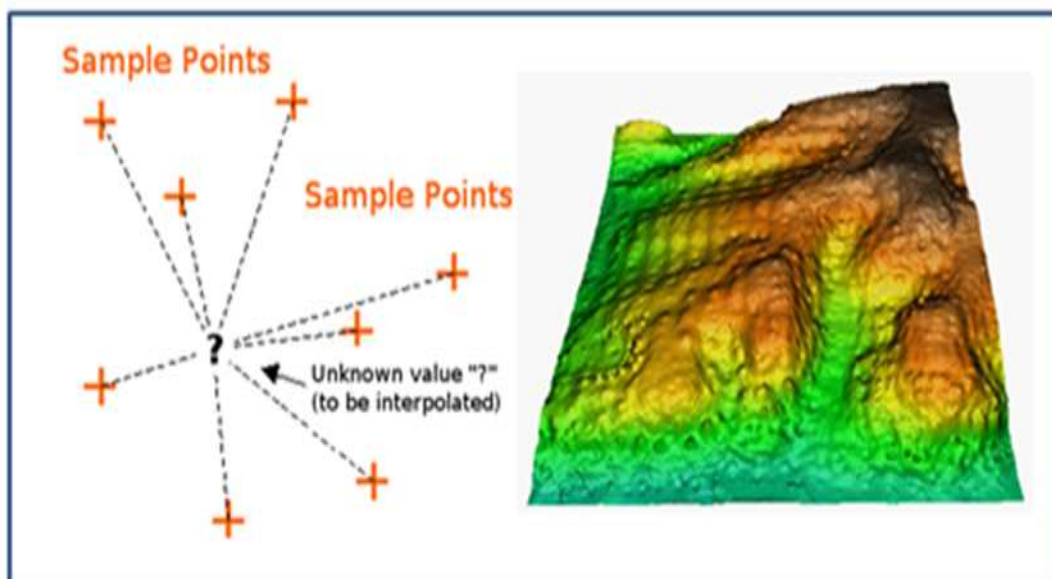 Sample Points
Sample Points
?
Unknown value "?"
(to be interpolated)